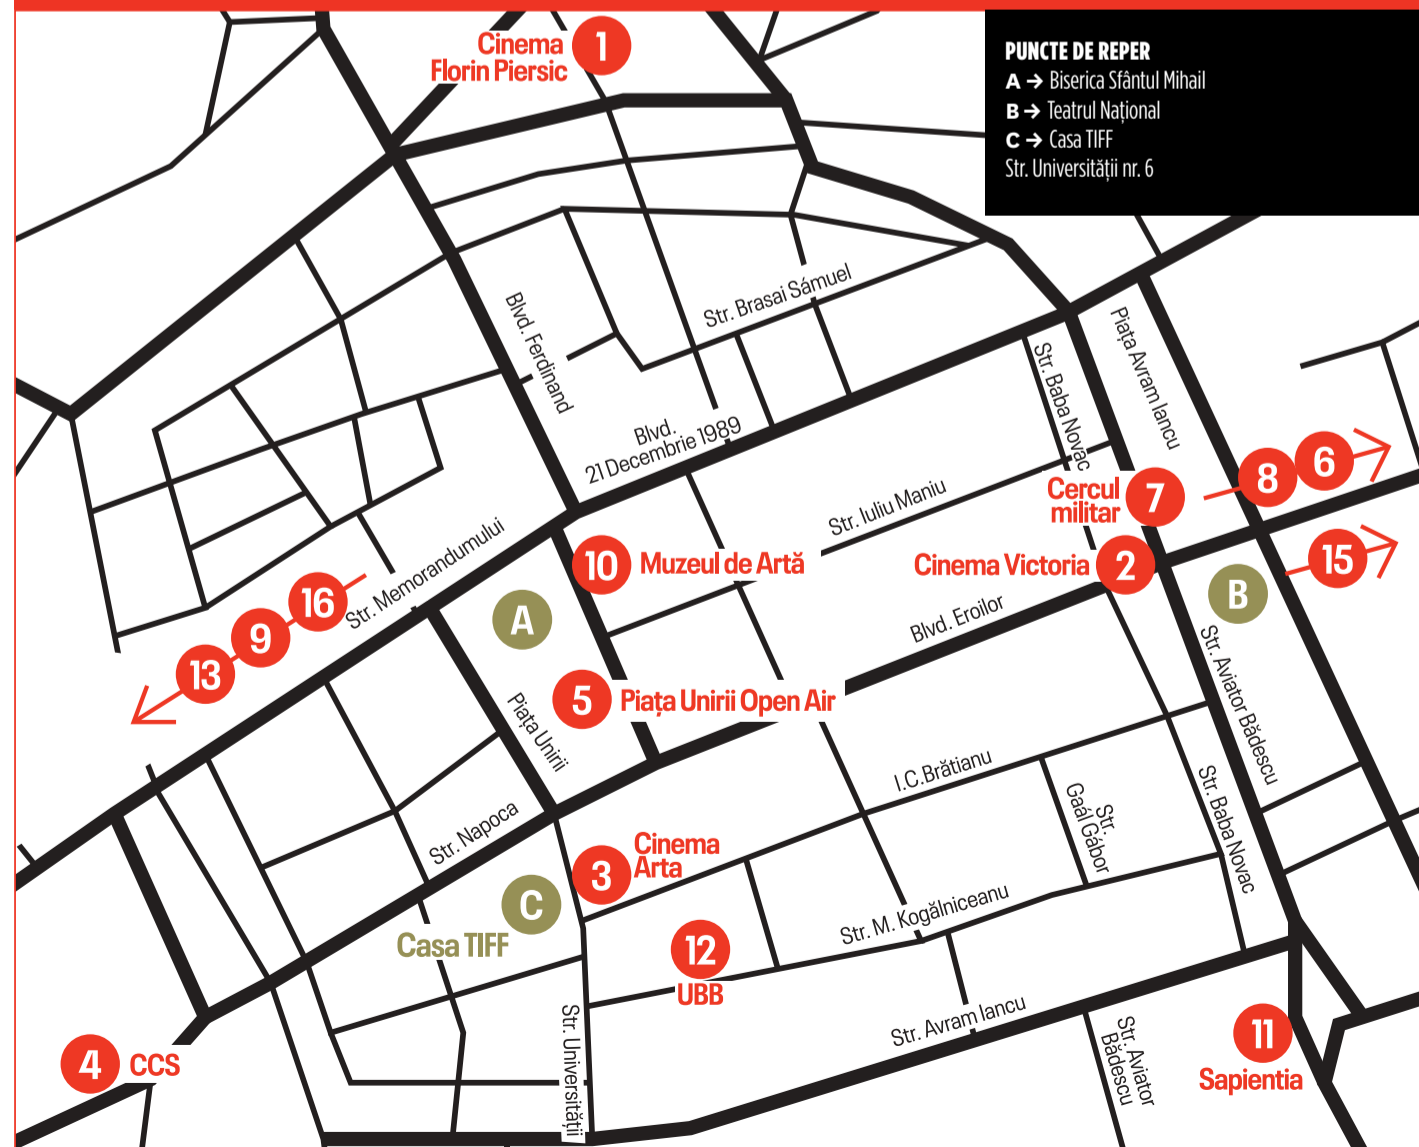 Cinema
Florin Piersic
1
PUNCTE DE REPER
A → Biserica Sfântul Mihail
B → Teatrul Național
C → Casa TIFF
Str. Universității nr. 6
Str. Brasai Sámuel
Blvd. Ferdinand
Piața Avram Iancu
Str. Baba Novac
Blvd.
21 Decembrie 1989
8
6
Cercul
militar
7
Str. Iuliu Maniu
Str. Memorandumului
10
Muzeul de Artă
Cinema Victoria
2
15
B
16
9
13
A
Blvd. Eroilor
5
Piața Unirii Open Air
Piața Unirii
Str. Aviator Bădescu
I.C.Brătianu
Str.
Gaál Gábor
Str. Baba Novac
Str. Napoca
3
Cinema
Arta
C
Casa TIFF
Str. M. Kogălniceanu
12
UBB
Str. Avram Iancu
Str. Universității
4
CCS
Str. Aviator
Bădescu
11
Sapientia